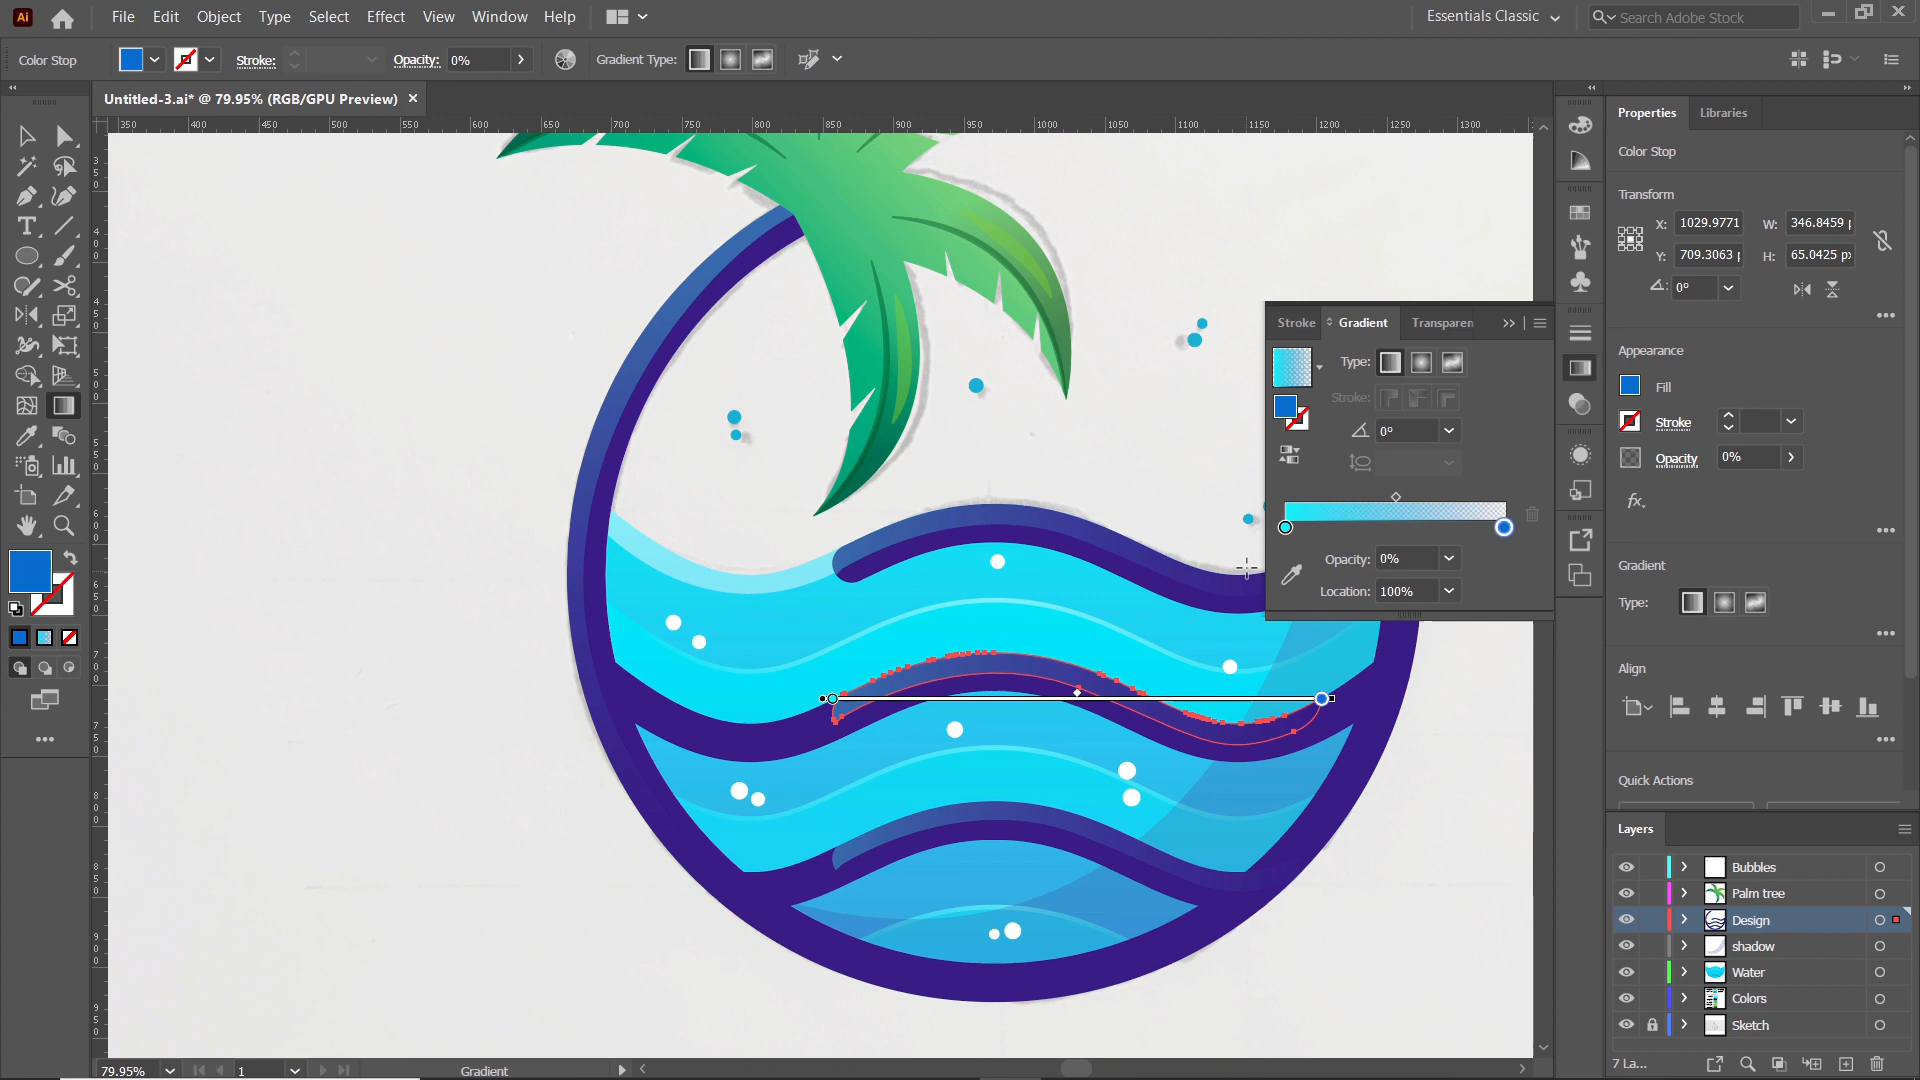 Ai File Edit Object Type Select Effect View Window Help Essentials Classic Search Adobe Stock
Color Stop Stroke: Opacity: 0% Gradient Type:
Untitled-3.ai* @ 79.95% (RGB/GPU Preview)
350 400 450 500 550 600 650 700 750 800 850 900 950 1000 1050 1100 1150 1200 1250 1300
Stroke Gradient Transparen
Type:
Stroke:
0°
Opacity: 0%
Location: 100%
Properties Libraries
Color Stop
Transform
X: 1029.9771 W: 346.8459
Y: 709.3063 H: 65.0425 px
0°
Appearance
Fill
Stroke
Opacity 0%
fx.
Gradient
Type:
Align
Quick Actions
Layers
Bubbles
Palm tree
Design
shadow
Water
Colors
Sketch
7 La...
79.95% 1 Gradient